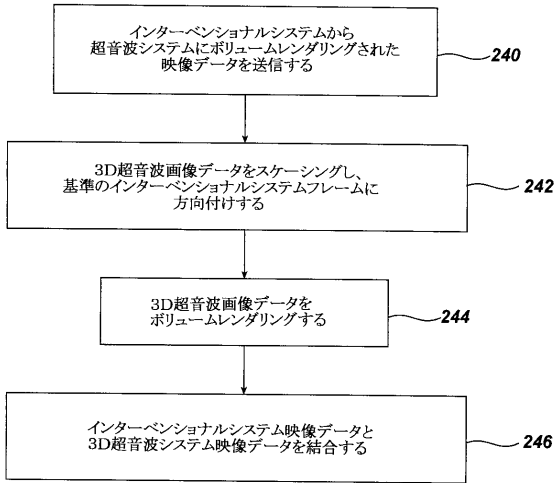 インターベンショナルシステムから
超音波システムにボリュームレンダリングされた
映像データを送信する
240
3D超音波画像データをスケーシングし、
基準のインターベンショナルシステムフレームに
方向付けする
242
3D超音波画像データを
ボリュームレンダリングする
244
インターベンショナルシステム映像データと
3D超音波システム映像データを結合する
246